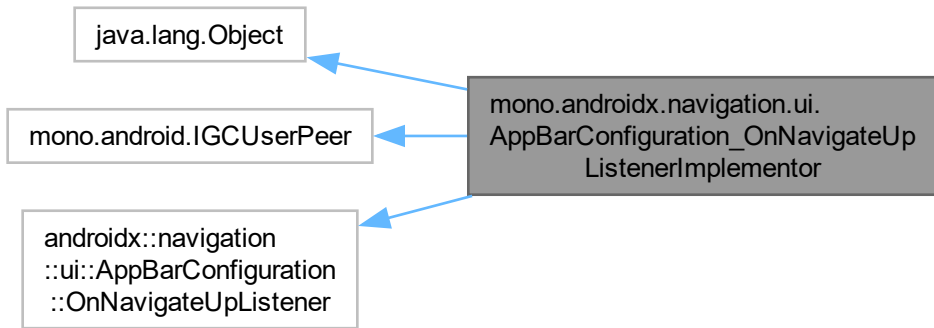 java.lang.Object
mono.android.IGCUserPeer
androidx::navigation
::ui::AppBarConfiguration
::OnNavigateUpListener
mono.androidx.navigation.ui.
AppBarConfiguration_OnNavigateUp
ListenerImplementor